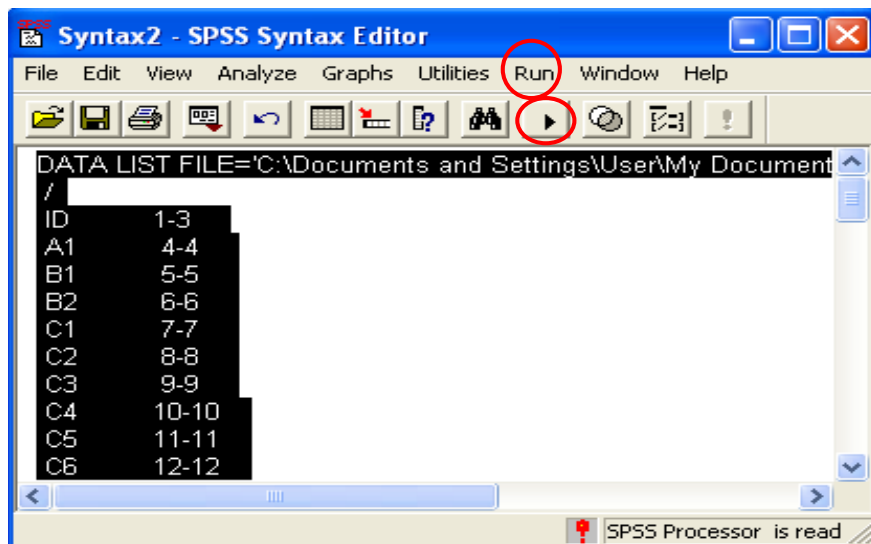 SPSS
Syntax2 - SPSS Syntax Editor
File Edit View Analyze Graphs Utilities Run Window Help
DATA LIST FILE='C:\Documents and Settings\User\My Document
/
ID 1-3
A1 4-4
B1 5-5
B2 6-6
C1 7-7
C2 8-8
C3 9-9
C4 10-10
C5 11-11
C6 12-12
SPSS Processor is read